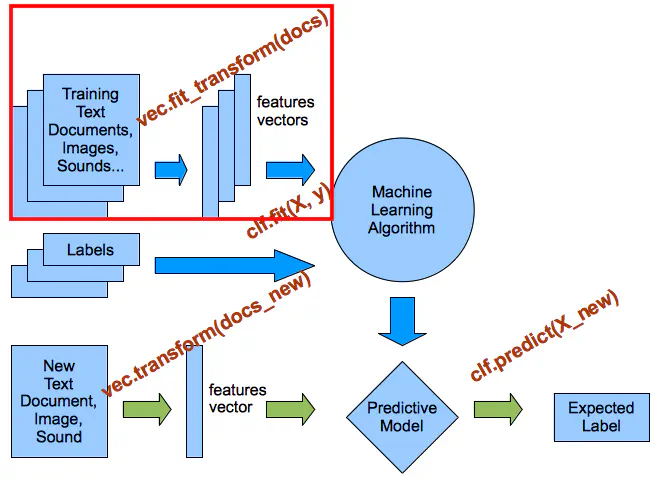 vec.fit_transform(docs)
Training
Text
Documents,
Images,
Sounds...
features
vectors
clf.fit(X, y)
Machine
Learning
Algorithm
Labels
vec.transform(docs_new)
clf.predict(X_new)
New
Text
Document,
Image,
Sound
features
vector
Predictive
Model
Expected
Label